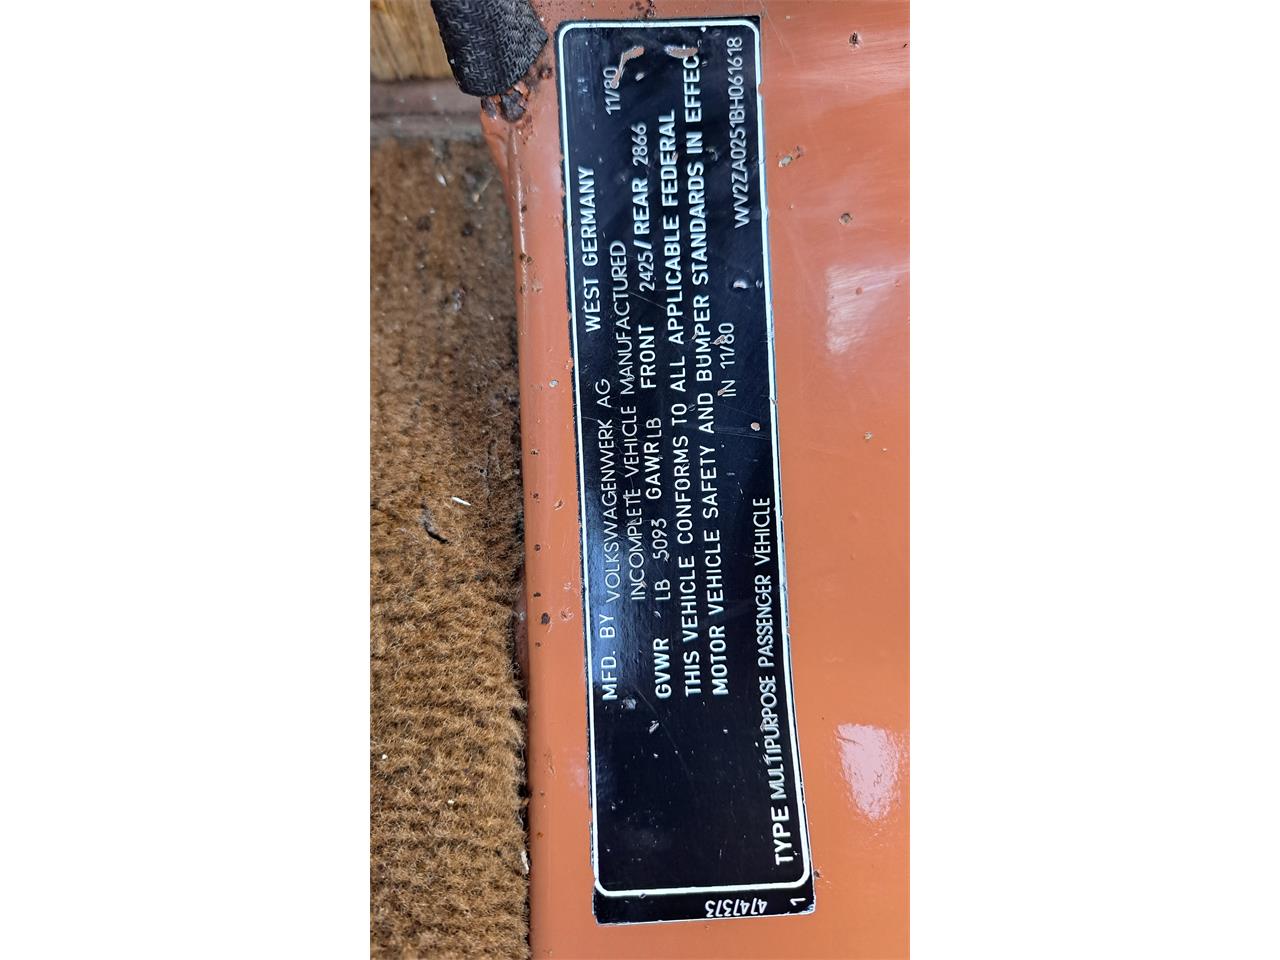 MFD. BY VOLKSWAGENWERK AG WEST GERMANY
INCOMPLETE VEHICLE MANUFACTURED 11/80
GVWR LB 5093 GAWR LB FRONT 2425/REAR 2866
THIS VEHICLE CONFORMS TO ALL APPLICABLE FEDERAL
MOTOR VEHICLE SAFETY AND BUMPER STANDARDS IN EFFECT
IN 11/80 WV2ZA0251BH061618
TYPE MULTIPURPOSE PASSENGER VEHICLE
4747373
1